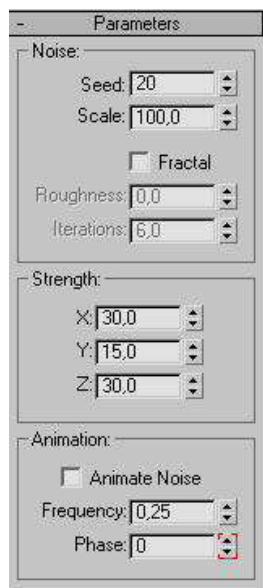 - Parameters
Noise:
Seed: 20
Scale: 100,0
Fractal
Roughness: 0,0
Iterations: 6,0
Strength:
X: 30,0
Y: 15,0
Z: 30,0
Animation:
Animate Noise
Frequency: 0,25
Phase: 0